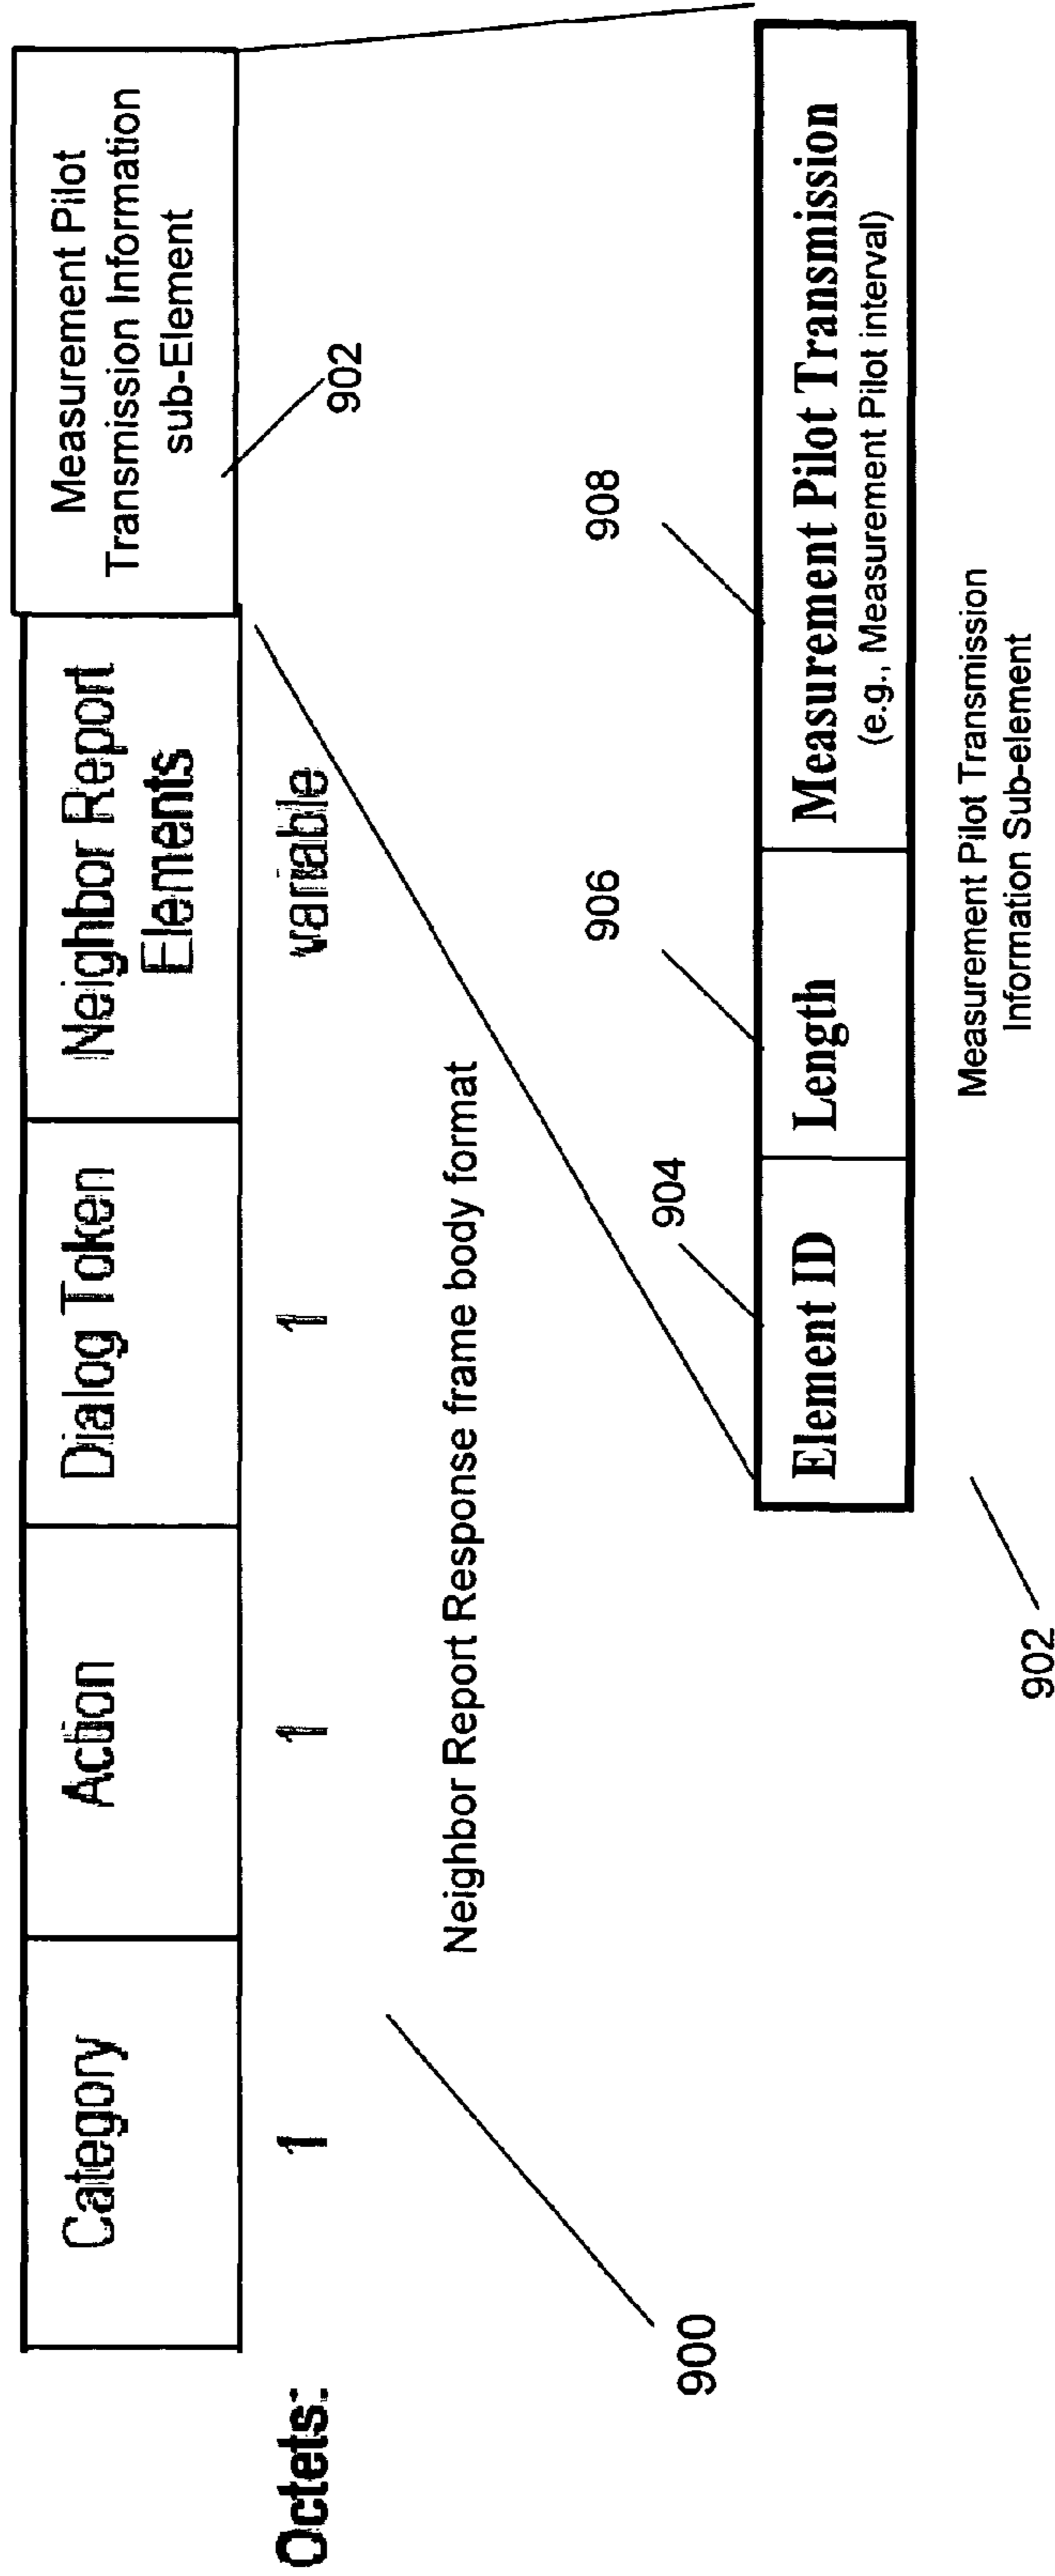 Category
Action
Dialog Token
Neighbor Report
Elements
Measurement Pilot
Transmission Information
sub-Element
902
Octets:
1
1
1
variable
900
Neighbor Report Response frame body format
904
906
908
Element ID
Length
Measurement Pilot Transmission
(e.g., Measurement Pilot interval)
902
Measurement Pilot Transmission
Information Sub-element